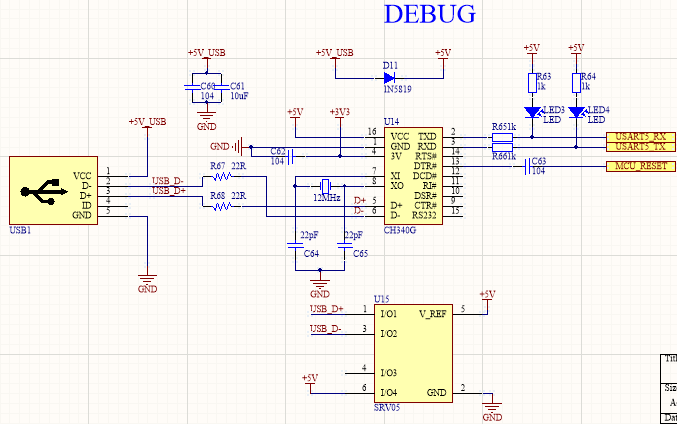 DEBUG
+5V_USB
C60
104
C61
10uF
GND
+5V_USB
D11
1N5819
+5V
+5V
R63
1k
LED3
LED
+5V
R64
1k
LED4
LED
+5V
+3V3
GND
C62
104
U14
16 VCC TXD 2
1 GND RXD 3
4 3V RTS# 14
DTR# 13
7 XI DCD# 12
8 XO RI# 11
DSR# 10
5 D+ CTR# 9
6 D- RS232 15
CH340G
R651k
R661k
C63
104
USART5_RX
USART5_TX
MCU_RESET
+5V_USB
VCC 1
D- 2
D+ 3
ID 4
GND 5
USB1
USB_D-
USB_D+
R67 22R
R68 22R
12MHz
D+
D-
22pF
C64
22pF
C65
GND
GND
U15
USB_D+ 1 I/O1
USB_D- 3 I/O2
4 I/O3
+5V 6 I/O4
V_REF 5 +5V
GND 2
GND
SRV05